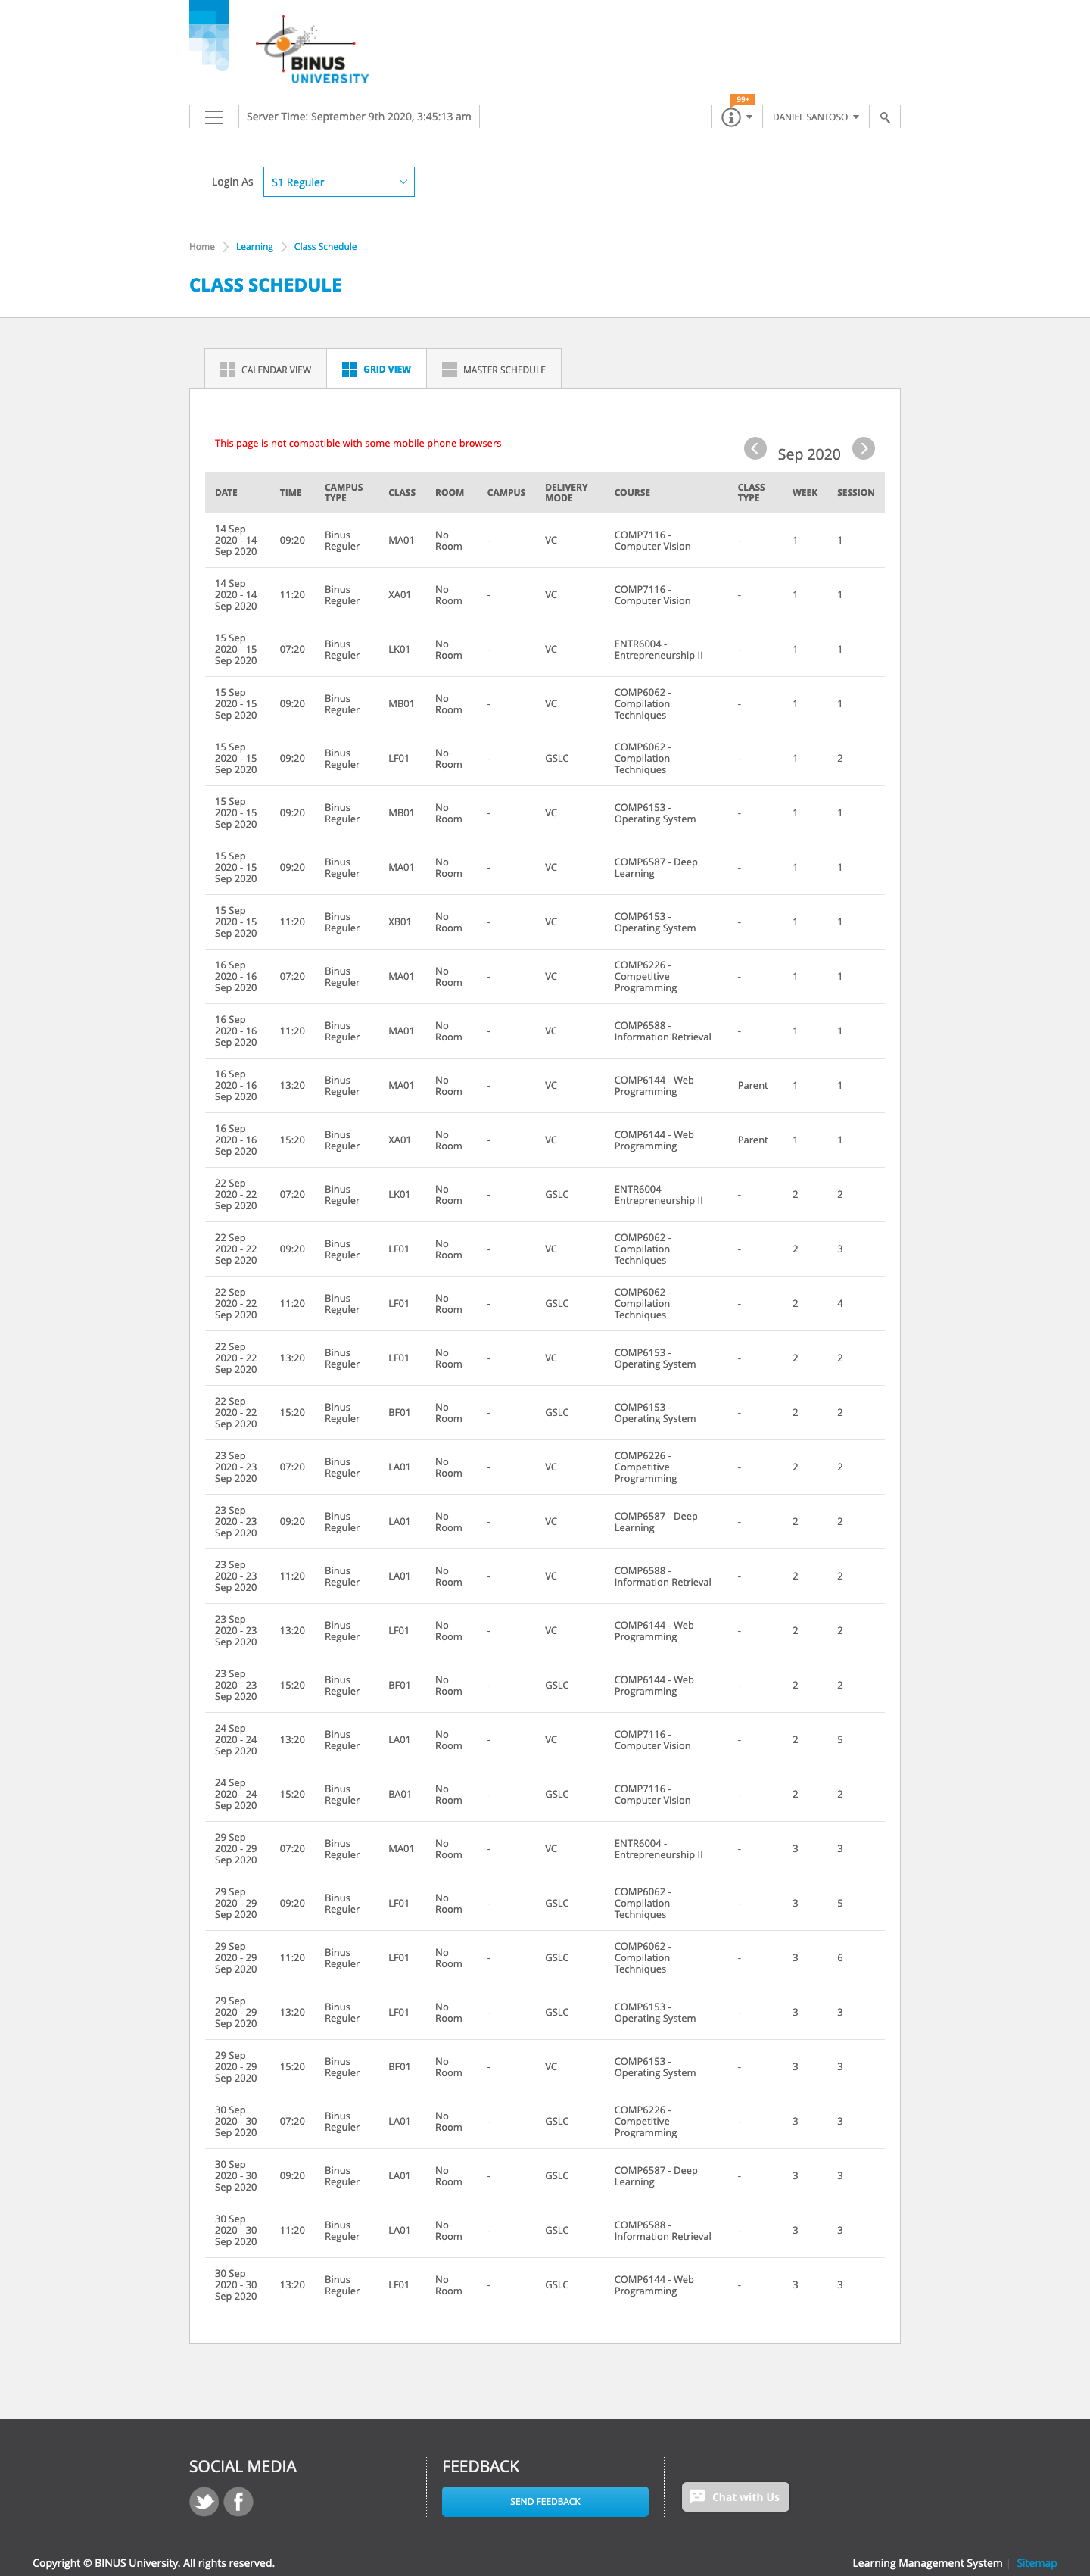 BINUS
UNIVERSITY
Server Time: September 9th 2020, 3:45:13 am
99+
DANIEL SANTOSO
Login As S1 Reguler
Home Learning Class Schedule
CLASS SCHEDULE
CALENDAR VIEW GRID VIEW MASTER SCHEDULE
This page is not compatible with some mobile phone browsers
Sep 2020
DATE TIME CAMPUS TYPE CLASS ROOM CAMPUS DELIVERY MODE COURSE CLASS TYPE WEEK SESSION
14 Sep 2020 - 14 Sep 2020 09:20 Binus Reguler MA01 No Room - VC COMP7116 - Computer Vision - 1 1
14 Sep 2020 - 14 Sep 2020 11:20 Binus Reguler XA01 No Room - VC COMP7116 - Computer Vision - 1 1
15 Sep 2020 - 15 Sep 2020 07:20 Binus Reguler LK01 No Room - VC ENTR6004 - Entrepreneurship II - 1 1
15 Sep 2020 - 15 Sep 2020 09:20 Binus Reguler MB01 No Room - VC COMP6062 - Compilation Techniques - 1 1
15 Sep 2020 - 15 Sep 2020 09:20 Binus Reguler LF01 No Room - GSLC COMP6062 - Compilation Techniques - 1 2
15 Sep 2020 - 15 Sep 2020 09:20 Binus Reguler MB01 No Room - VC COMP6153 - Operating System - 1 1
15 Sep 2020 - 15 Sep 2020 09:20 Binus Reguler MA01 No Room - VC COMP6587 - Deep Learning - 1 1
15 Sep 2020 - 15 Sep 2020 11:20 Binus Reguler XB01 No Room - VC COMP6153 - Operating System - 1 1
16 Sep 2020 - 16 Sep 2020 07:20 Binus Reguler MA01 No Room - VC COMP6226 - Competitive Programming - 1 1
16 Sep 2020 - 16 Sep 2020 11:20 Binus Reguler MA01 No Room - VC COMP6588 - Information Retrieval - 1 1
16 Sep 2020 - 16 Sep 2020 13:20 Binus Reguler MA01 No Room - VC COMP6144 - Web Programming Parent 1 1
16 Sep 2020 - 16 Sep 2020 15:20 Binus Reguler XA01 No Room - VC COMP6144 - Web Programming Parent 1 1
22 Sep 2020 - 22 Sep 2020 07:20 Binus Reguler LK01 No Room - GSLC ENTR6004 - Entrepreneurship II - 2 2
22 Sep 2020 - 22 Sep 2020 09:20 Binus Reguler LF01 No Room - VC COMP6062 - Compilation Techniques - 2 3
22 Sep 2020 - 22 Sep 2020 11:20 Binus Reguler LF01 No Room - GSLC COMP6062 - Compilation Techniques - 2 4
22 Sep 2020 - 22 Sep 2020 13:20 Binus Reguler LF01 No Room - VC COMP6153 - Operating System - 2 2
22 Sep 2020 - 22 Sep 2020 15:20 Binus Reguler BF01 No Room - GSLC COMP6153 - Operating System - 2 2
23 Sep 2020 - 23 Sep 2020 07:20 Binus Reguler LA01 No Room - VC COMP6226 - Competitive Programming - 2 2
23 Sep 2020 - 23 Sep 2020 09:20 Binus Reguler LA01 No Room - VC COMP6587 - Deep Learning - 2 2
23 Sep 2020 - 23 Sep 2020 11:20 Binus Reguler LA01 No Room - VC COMP6588 - Information Retrieval - 2 2
23 Sep 2020 - 23 Sep 2020 13:20 Binus Reguler LF01 No Room - VC COMP6144 - Web Programming - 2 2
23 Sep 2020 - 23 Sep 2020 15:20 Binus Reguler BF01 No Room - GSLC COMP6144 - Web Programming - 2 2
24 Sep 2020 - 24 Sep 2020 13:20 Binus Reguler LA01 No Room - VC COMP7116 - Computer Vision - 2 5
24 Sep 2020 - 24 Sep 2020 15:20 Binus Reguler BA01 No Room - GSLC COMP7116 - Computer Vision - 2 2
29 Sep 2020 - 29 Sep 2020 07:20 Binus Reguler MA01 No Room - VC ENTR6004 - Entrepreneurship II - 3 3
29 Sep 2020 - 29 Sep 2020 09:20 Binus Reguler LF01 No Room - GSLC COMP6062 - Compilation Techniques - 3 5
29 Sep 2020 - 29 Sep 2020 11:20 Binus Reguler LF01 No Room - GSLC COMP6062 - Compilation Techniques - 3 6
29 Sep 2020 - 29 Sep 2020 13:20 Binus Reguler LF01 No Room - GSLC COMP6153 - Operating System - 3 3
29 Sep 2020 - 29 Sep 2020 15:20 Binus Reguler BF01 No Room - VC COMP6153 - Operating System - 3 3
30 Sep 2020 - 30 Sep 2020 07:20 Binus Reguler LA01 No Room - GSLC COMP6226 - Competitive Programming - 3 3
30 Sep 2020 - 30 Sep 2020 09:20 Binus Reguler LA01 No Room - GSLC COMP6587 - Deep Learning - 3 3
30 Sep 2020 - 30 Sep 2020 11:20 Binus Reguler LA01 No Room - GSLC COMP6588 - Information Retrieval - 3 3
30 Sep 2020 - 30 Sep 2020 13:20 Binus Reguler LF01 No Room - GSLC COMP6144 - Web Programming - 3 3
SOCIAL MEDIA
FEEDBACK
SEND FEEDBACK
Chat with Us
Copyright © BINUS University. All rights reserved.
Learning Management System | Sitemap